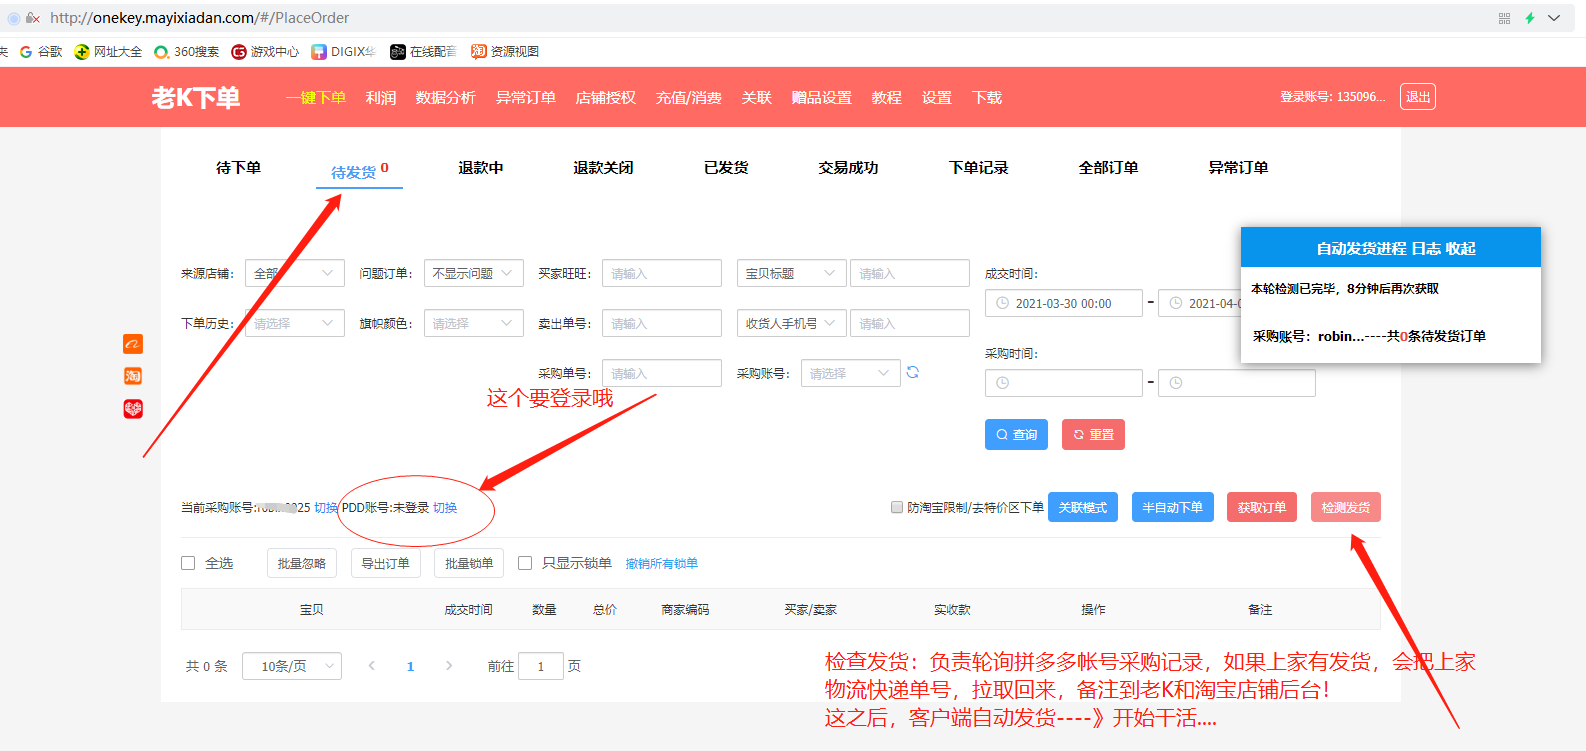 http://onekey.mayixiadan.com/#/PlaceOrder
夹 谷歌 网址大全 360搜索 游戏中心 DIGIX华 在线配音 资源视图
老K下单 一键下单 利润 数据分析 异常订单 店铺授权 充值/消费 关联 赠品设置 教程 设置 下载 登录账号: 135096... 退出
待下单 待发货 0 退款中 退款关闭 已发货 交易成功 下单记录 全部订单 异常订单
自动发货进程 日志 收起
本轮检测已完毕，8分钟后再次获取
采购账号：robin...----共0条待发货订单
来源店铺： 全部 问题订单： 不显示问题 买家旺旺： 请输入 宝贝标题 请输入 成交时间：
2021-03-30 00:00 - 2021-04-0
下单历史： 请选择 旗帜颜色： 请选择 卖出单号： 请输入 收货人手机号 请输入
采购时间：
采购单号： 请输入 采购账号： 请选择
-
这个要登录哦
查询 重置
当前采购账号: 025 切换 PDD账号:未登录 切换 防淘宝限制/去特价区下单 关联模式 半自动下单 获取订单 检测发货
全选 批量忽略 导出订单 批量锁单 只显示锁单 撤销所有锁单
宝贝 成交时间 数量 总价 商家编码 买家/卖家 实收款 操作 备注
共 0 条 10条/页 1 前往 1 页
检查发货：负责轮询拼多多帐号采购记录，如果上家有发货，会把上家
物流快递单号，拉取回来，备注到老K和淘宝店铺后台！
这之后，客户端自动发货----》开始干活....